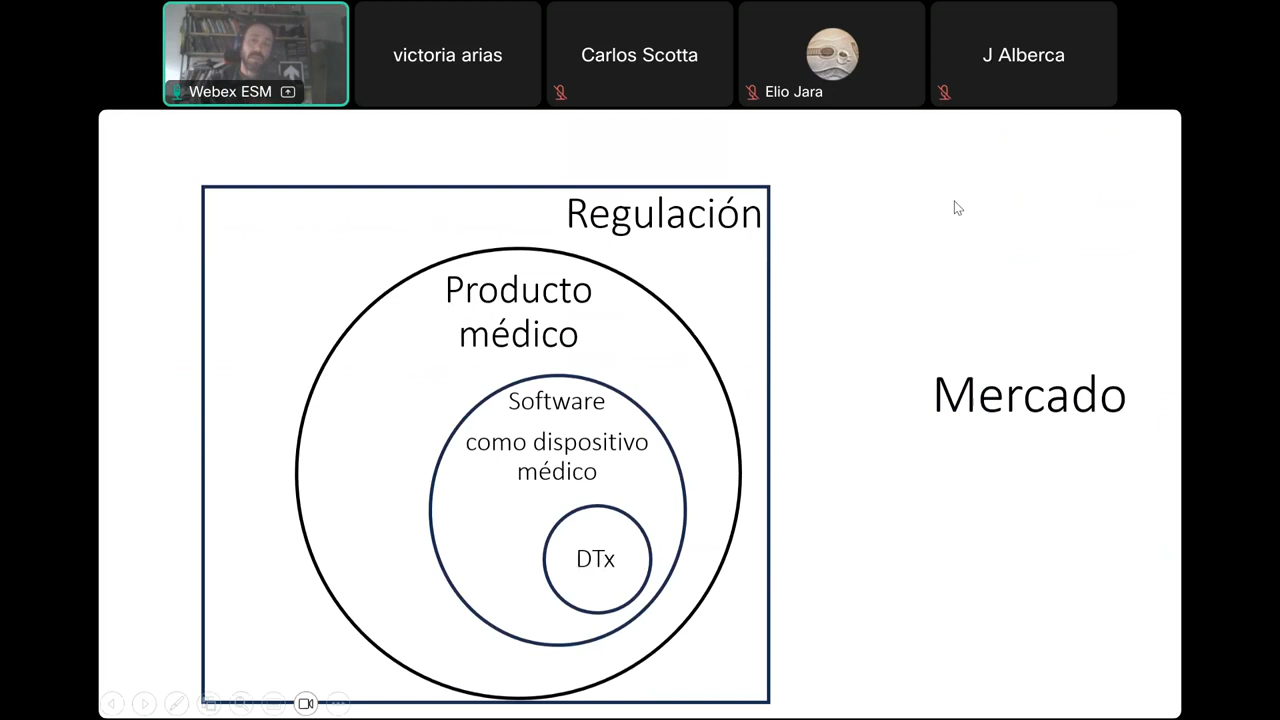 Webex ESM
victoria arias
Carlos Scotta
Elio Jara
J Alberca
Regulación
Producto
médico
Software
como dispositivo
médico
DTx
Mercado